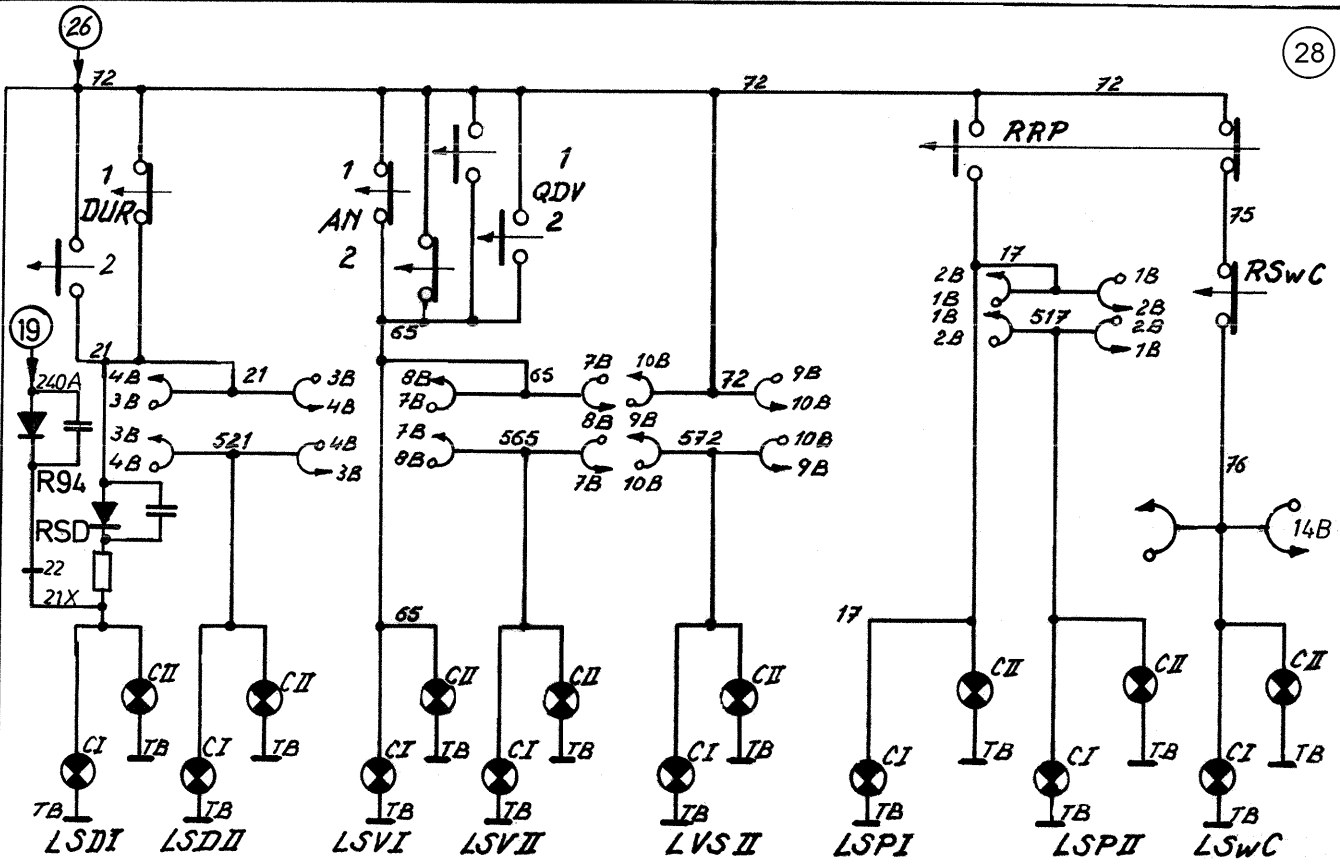 26
28
72
72
72
RRP
1
1
1
DUR
QDV
AN
75
2
2
2
17
2B
1B
RSwC
1B
2B
19
1B
517
2B
65
2B
1B
21
240A
4B
21
3B
8B
65
7B
10B
72
9B
3B
4B
7B
8B
9B
10B
3B
521
4B
7B
565
572
10B
4B
3B
8B
7B
10B
9B
R94
76
RSD
14B
22
21X
65
17
CII
CII
CII
CII
CII
CII
CII
CII
CI
TB
CI
TB
CI
TB
CI
TB
CI
TB
CI
TB
CI
TB
CI
TB
TB
TB
TB
TB
TB
TB
TB
TB
LSDI
LSDII
LSVI
LSVII
LVSII
LSPI
LSPII
LSwC